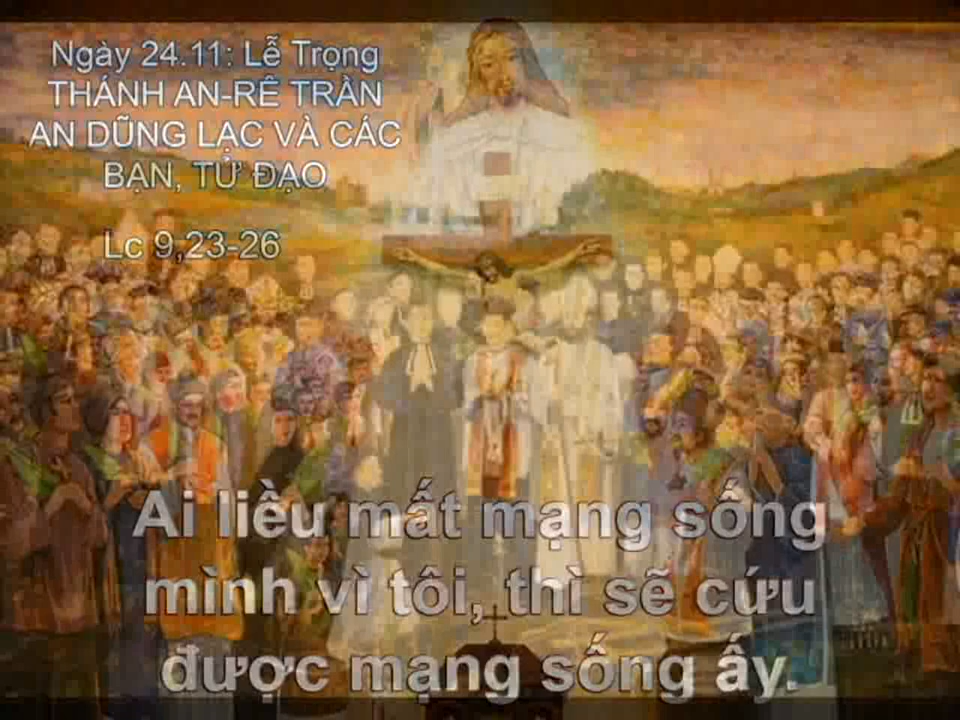 Ngày 24.11: Lễ Trọng
THÁNH AN-RÊ TRẦN
AN DŨNG LẠC VÀ CÁC
BẠN, TỬ ĐẠO
Lc 9,23-26
Ai liều mất mạng sống
mình vì tôi, thì sẽ cứu
được mạng sống ấy.